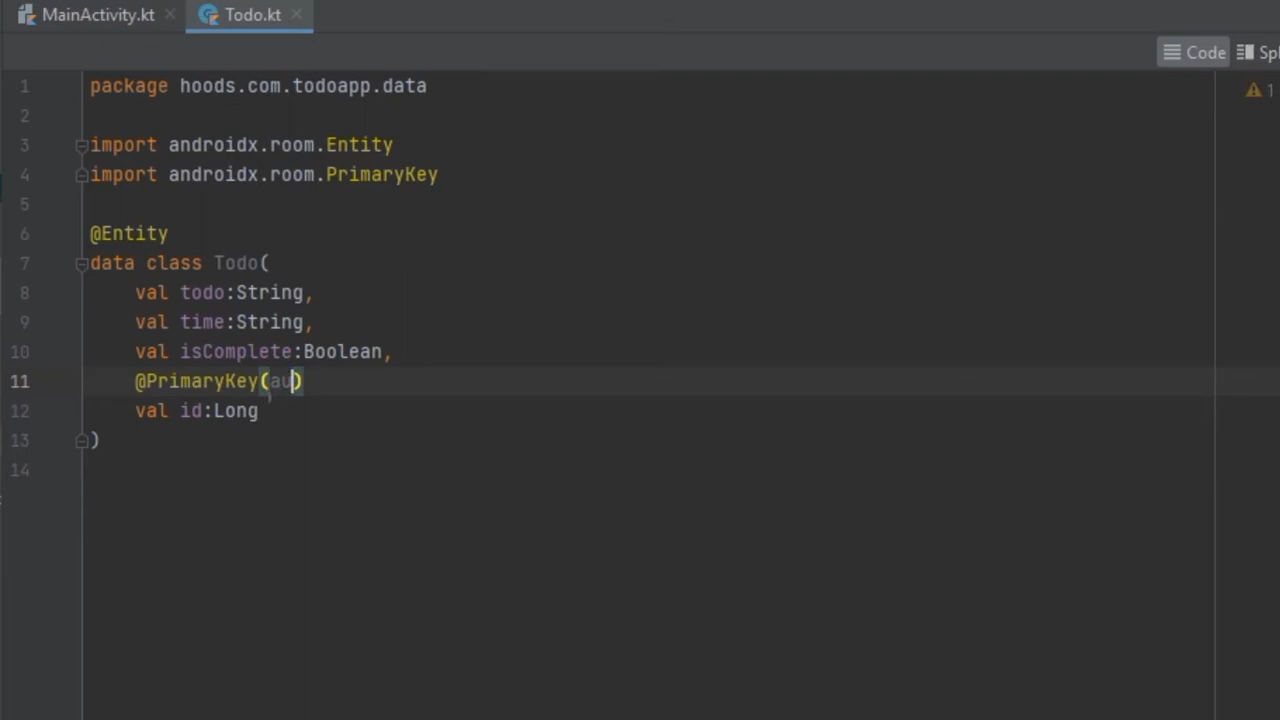 MainActivity.kt
Todo.kt
Code
Spl
1
1 package hoods.com.todoapp.data
2
3 import androidx.room.Entity
4 import androidx.room.PrimaryKey
5
6 @Entity
7 data class Todo(
8 val todo:String,
9 val time:String,
10 val isComplete:Boolean,
11 @PrimaryKey(au)
12 val id:Long
13 )
14